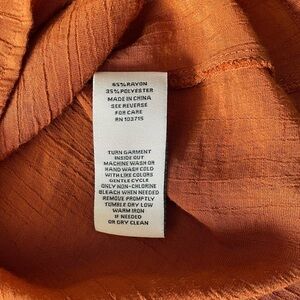 65% RAYON
35% POLYESTER
MADE IN CHINA
SEE REVERSE
FOR CARE
RN 103715
TURN GARMENT
INSIDE OUT
MACHINE WASH OR
HAND WASH COLD
WITH LIKE COLORS
GENTLE CYCLE
ONLY NON-CHLORINE
BLEACH WHEN NEEDED
REMOVE PROMPTLY
TUMBLE DRY LOW
WARM IRON
IF NEEDED
OR DRY CLEAN